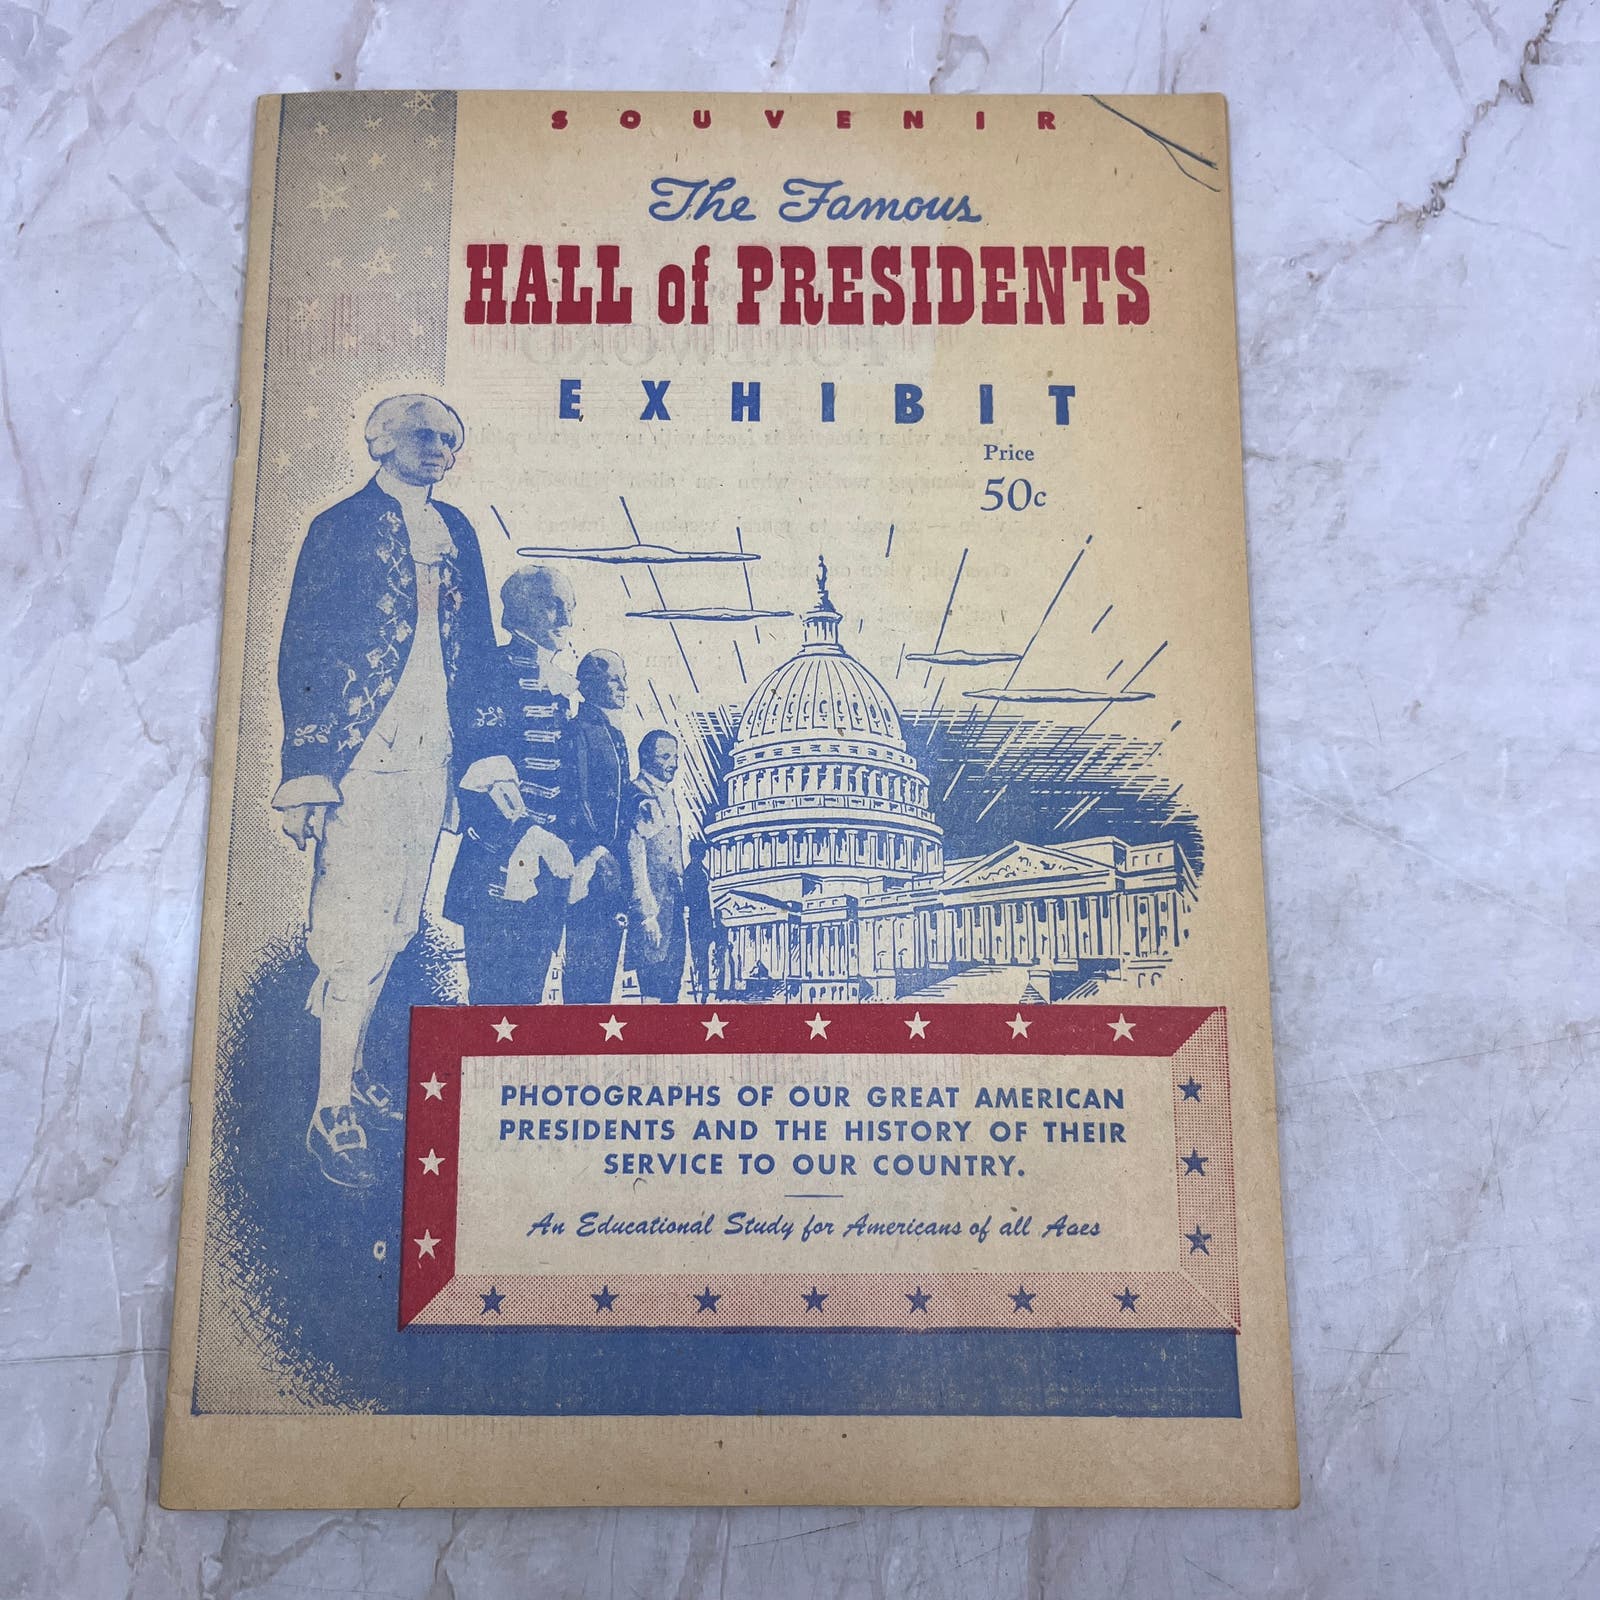 SOUVENIR
The Famous
HALL of PRESIDENTS
EXHIBIT
Price
50c
PHOTOGRAPHS OF OUR GREAT AMERICAN
PRESIDENTS AND THE HISTORY OF THEIR
SERVICE TO OUR COUNTRY.
An Educational Study for Americans of all Ages